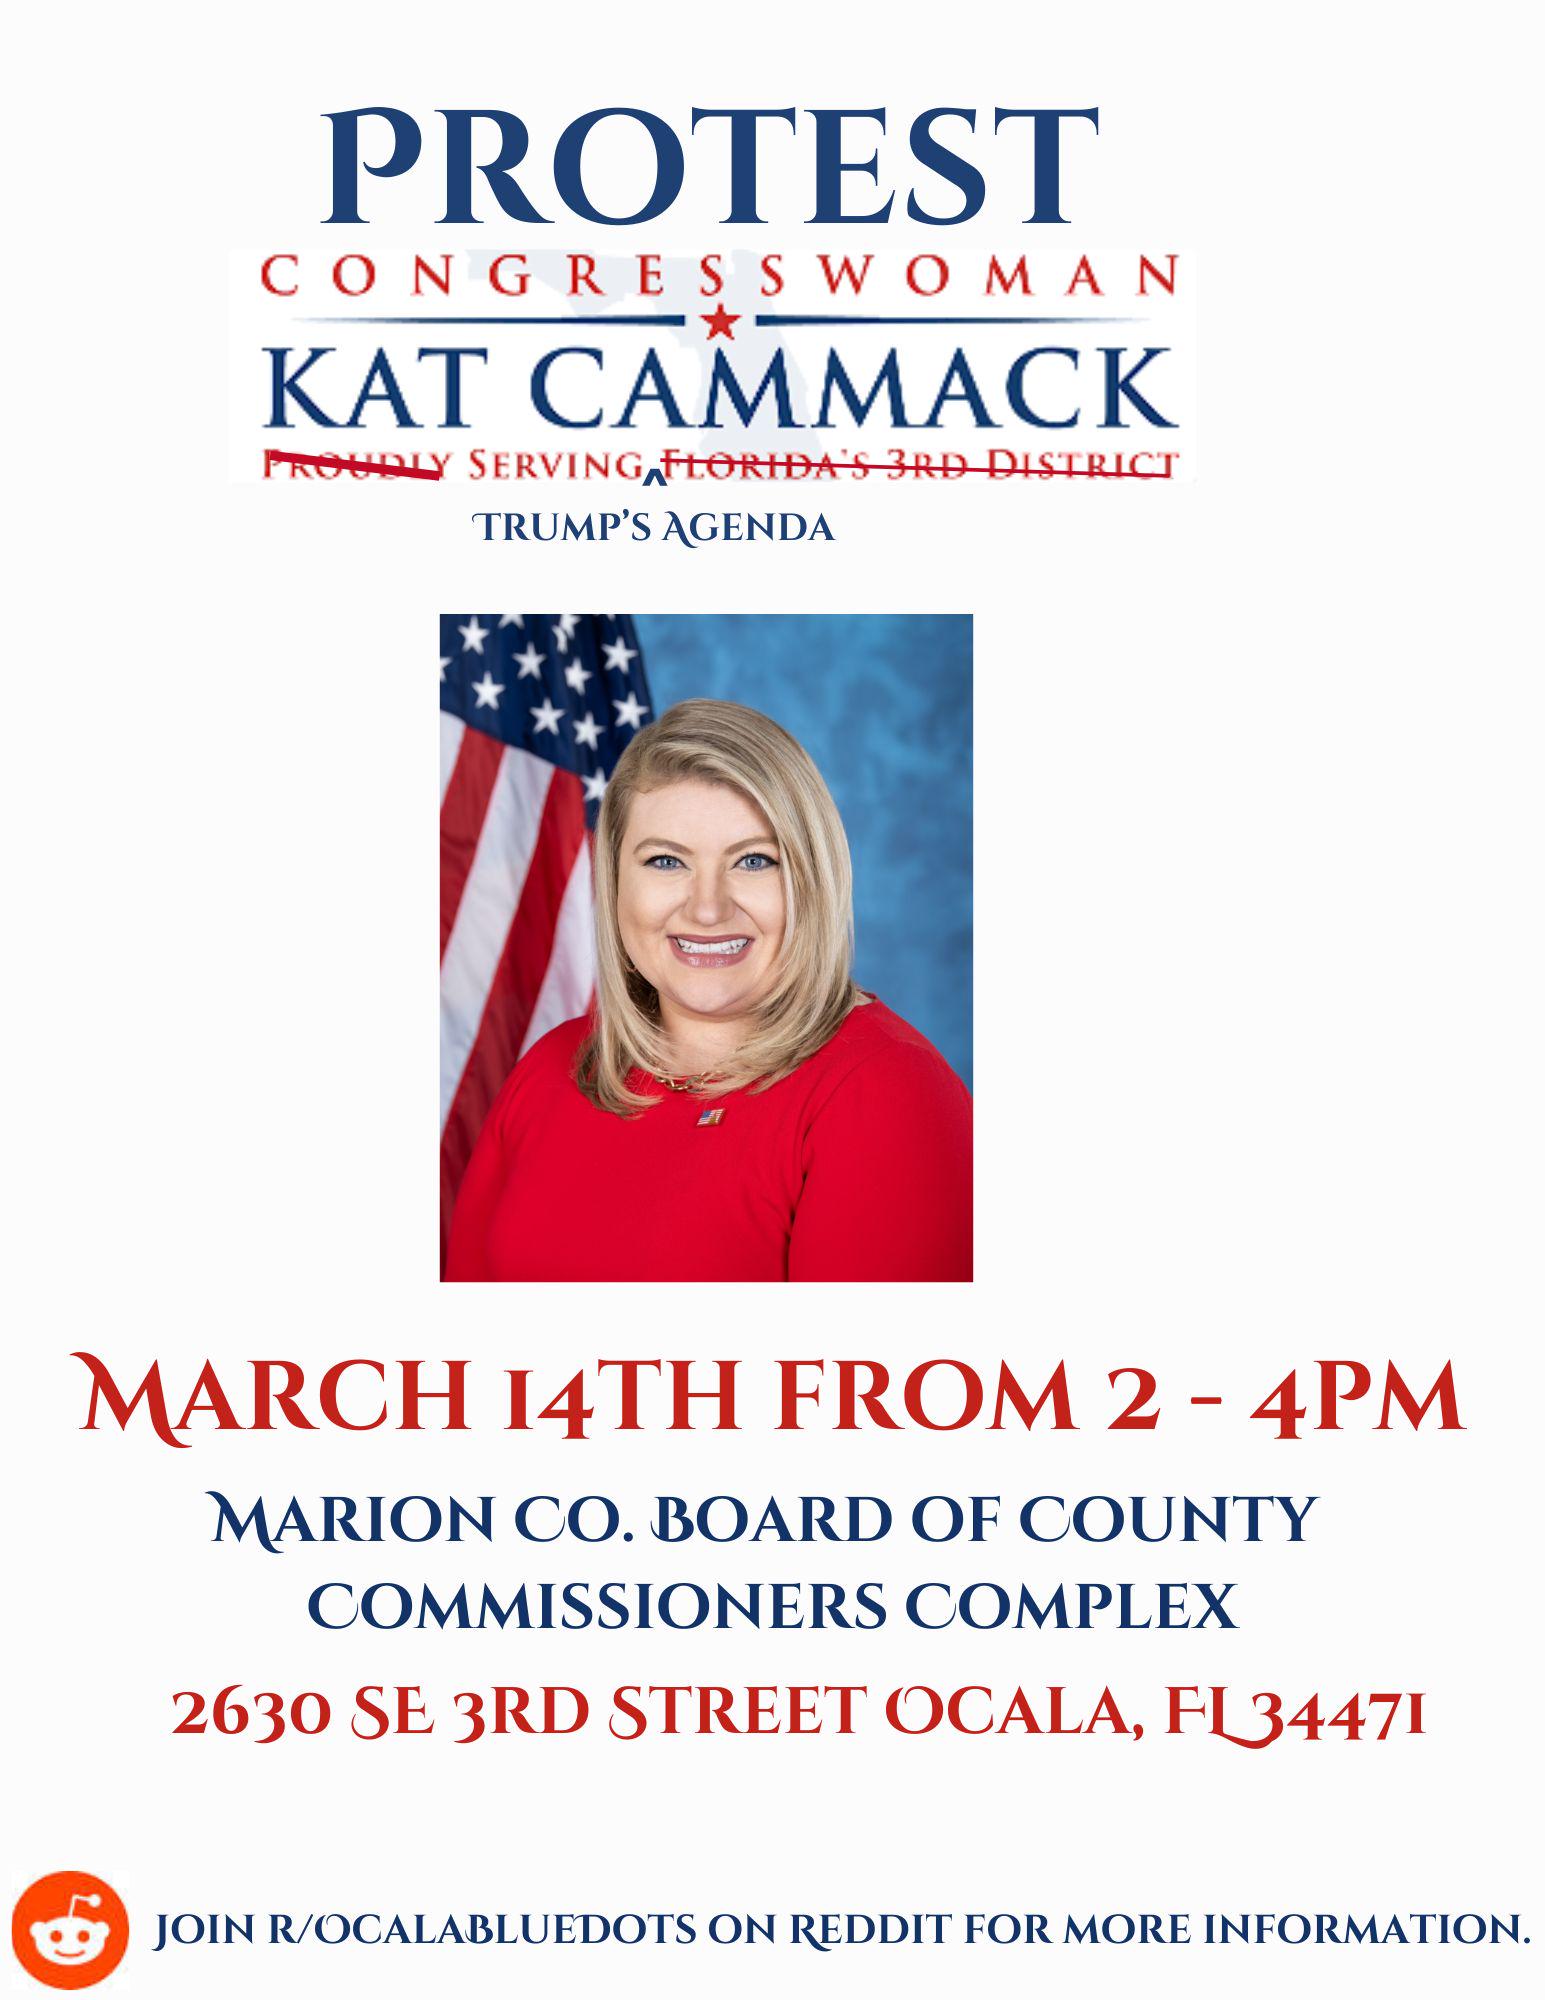 PROTEST
CONGRESSWOMAN
KAT CAMMACK
PROUDLY SERVING ^ FLORIDA'S 3RD DISTRICT
TRUMP'S AGENDA
MARCH 14TH FROM 2 - 4PM
MARION CO. BOARD OF COUNTY
COMMISSIONERS COMPLEX
2630 SE 3RD STREET OCALA, FL 34471
JOIN R/OCALABLUEDOTS ON REDDIT FOR MORE INFORMATION.